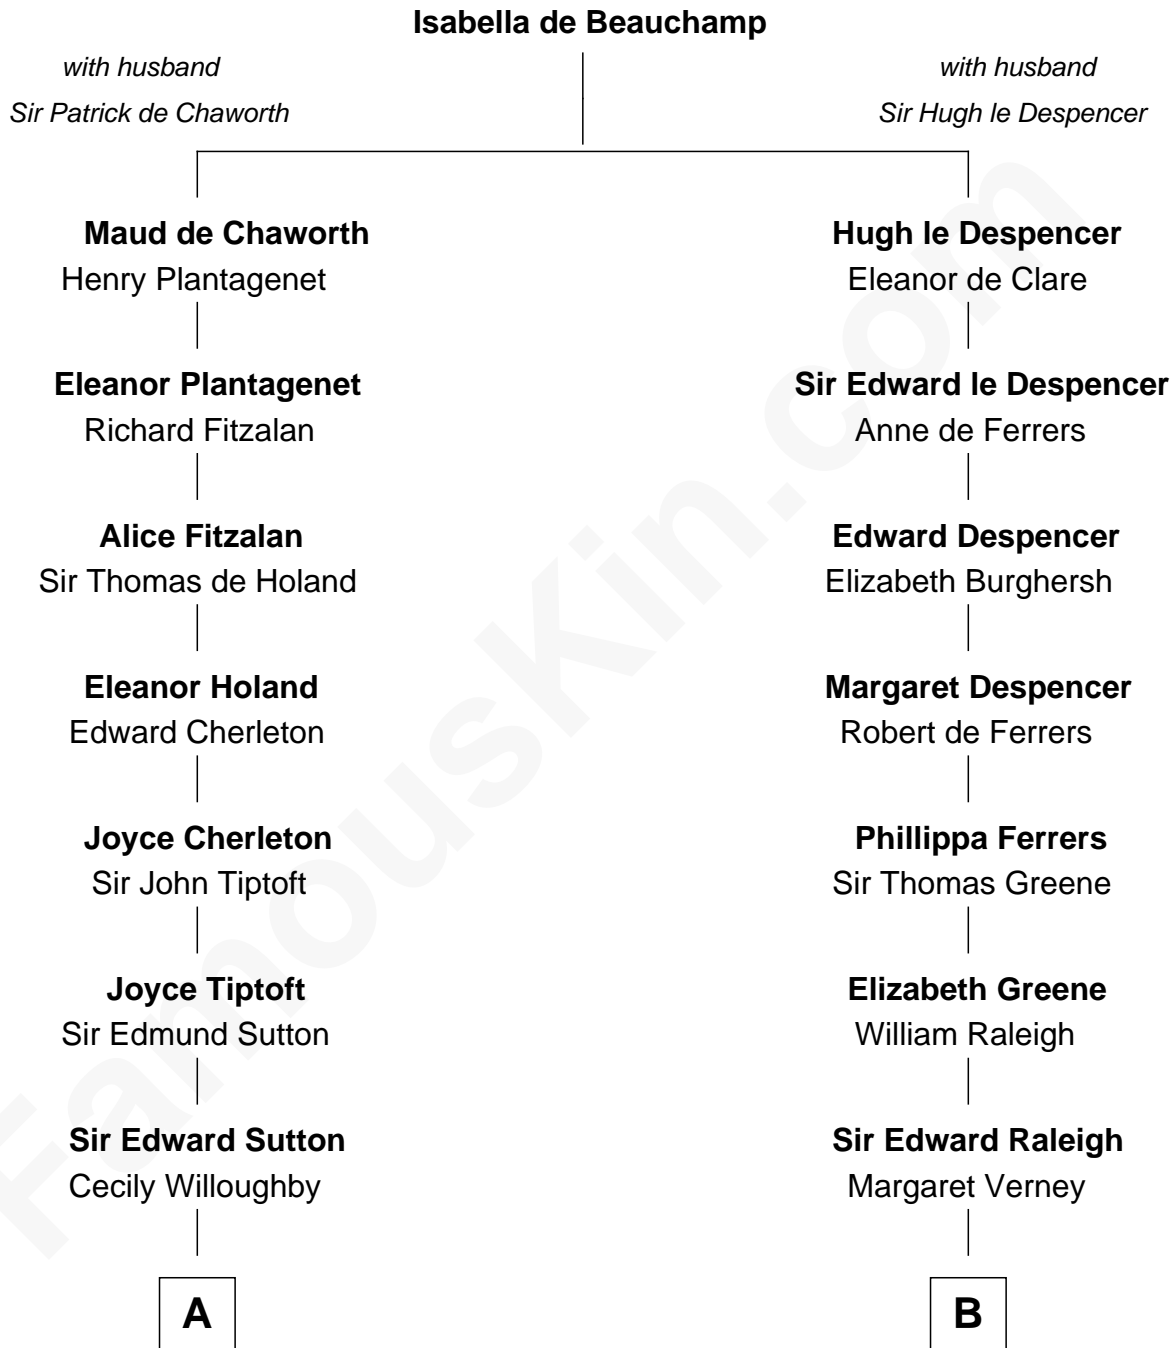 Isabella de Beauchamp
with husband
Sir Patrick de Chaworth
with husband
Sir Hugh le Despencer
Maud de Chaworth
Henry Plantagenet
Hugh le Despencer
Eleanor de Clare
Eleanor Plantagenet
Richard Fitzalan
Sir Edward le Despencer
Anne de Ferrers
Alice Fitzalan
Sir Thomas de Holand
Edward Despencer
Elizabeth Burghersh
Eleanor Holand
Edward Cherleton
Margaret Despencer
Robert de Ferrers
Joyce Cherleton
Sir John Tiptoft
Phillippa Ferrers
Sir Thomas Greene
Joyce Tiptoft
Sir Edmund Sutton
Elizabeth Greene
William Raleigh
Sir Edward Sutton
Cecily Willoughby
Sir Edward Raleigh
Margaret Verney
A
B
FamousKin.com